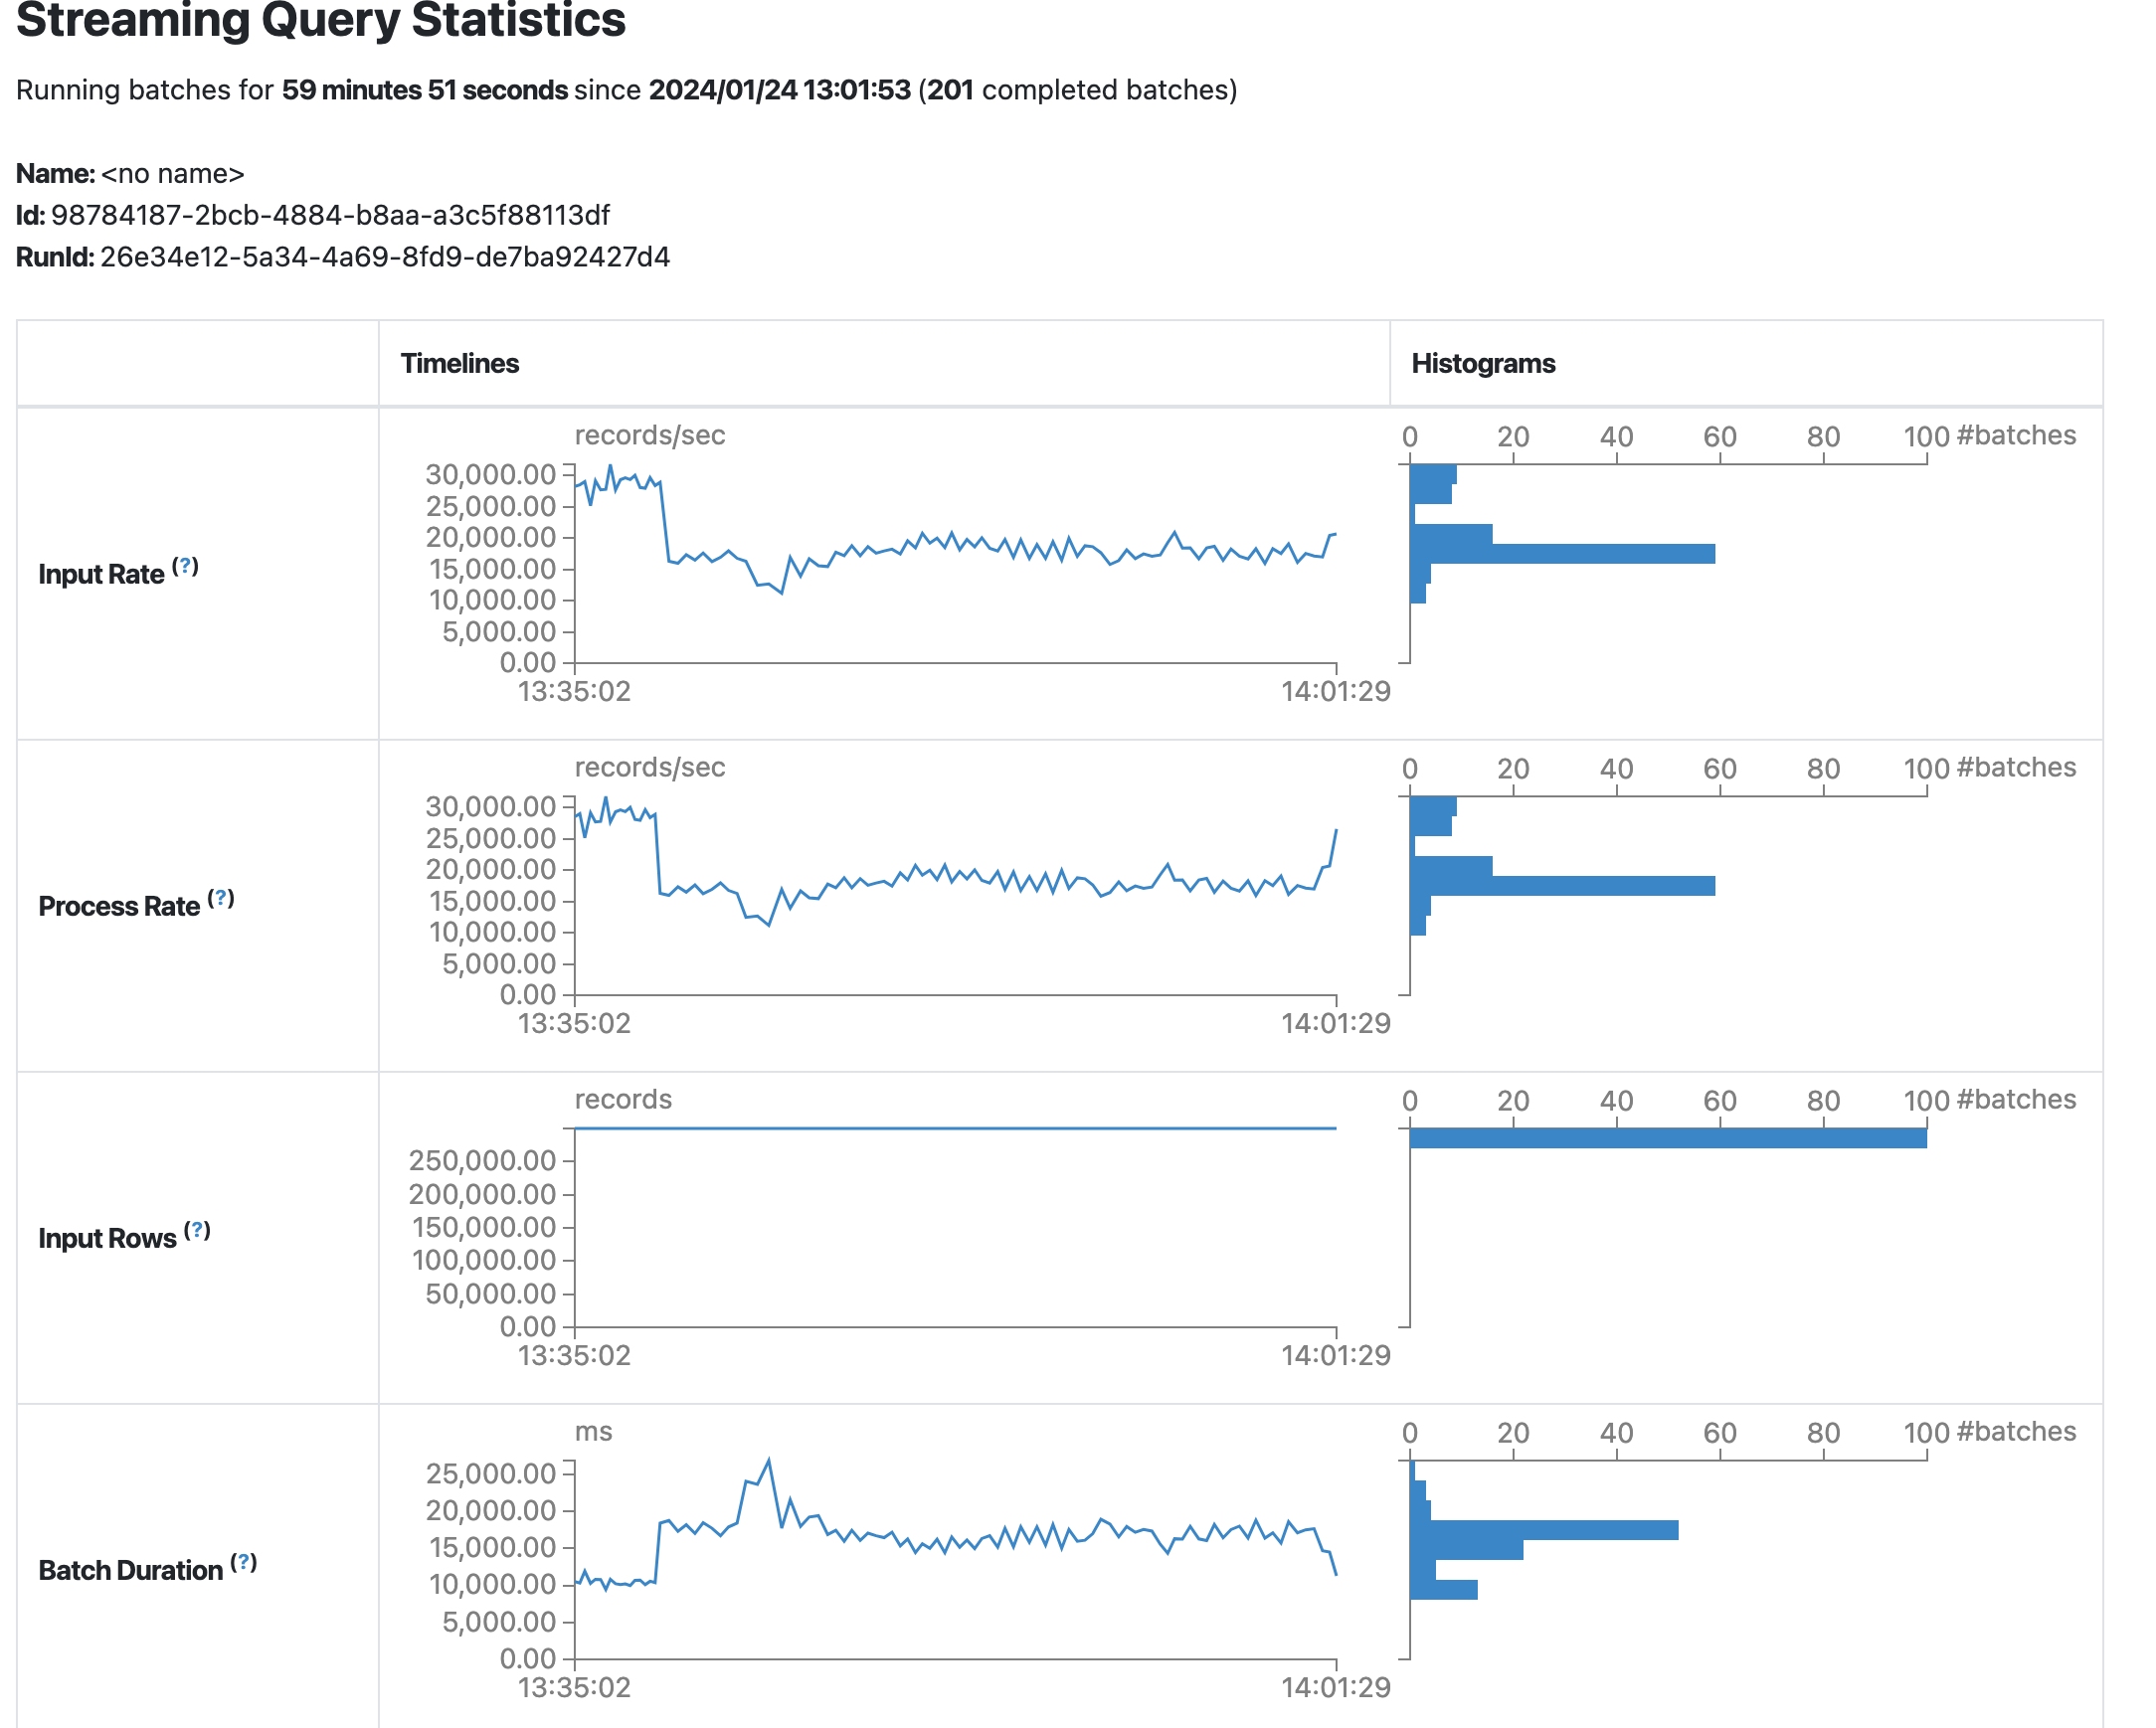 Streaming Query Statistics
Running batches for 59 minutes 51 seconds since 2024/01/24 13:01:53 (201 completed batches)
Name: <no name>
Id: 98784187-2bcb-4884-b8aa-a3c5f88113df
RunId: 26e34e12-5a34-4a69-8fd9-de7ba92427d4
Timelines Histograms
Input Rate (?)
records/sec
30,000.00
25,000.00
20,000.00
15,000.00
10,000.00
5,000.00
0.00
13:35:02 14:01:29
0 20 40 60 80 100 #batches
Process Rate (?)
records/sec
30,000.00
25,000.00
20,000.00
15,000.00
10,000.00
5,000.00
0.00
13:35:02 14:01:29
0 20 40 60 80 100 #batches
Input Rows (?)
records
250,000.00
200,000.00
150,000.00
100,000.00
50,000.00
0.00
13:35:02 14:01:29
0 20 40 60 80 100 #batches
Batch Duration (?)
ms
25,000.00
20,000.00
15,000.00
10,000.00
5,000.00
0.00
13:35:02 14:01:29
0 20 40 60 80 100 #batches